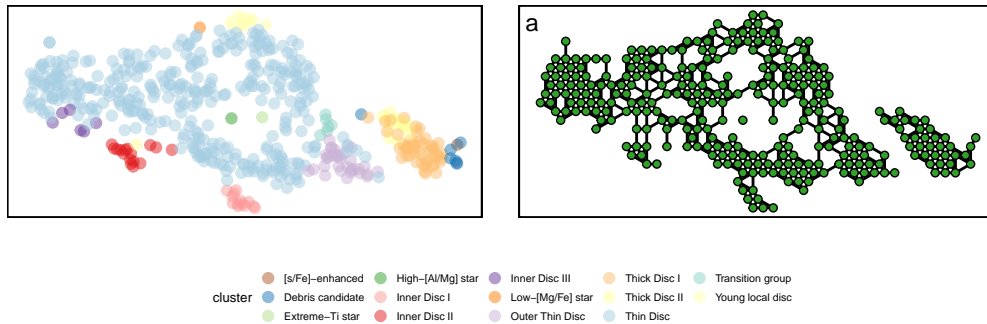 a
[s/Fe]−enhanced High−[Al/Mg] star Inner Disc III Thick Disc I Transition group
cluster Debris candidate Inner Disc I Low−[Mg/Fe] star Thick Disc II Young local disc
Extreme−Ti star Inner Disc II Outer Thin Disc Thin Disc